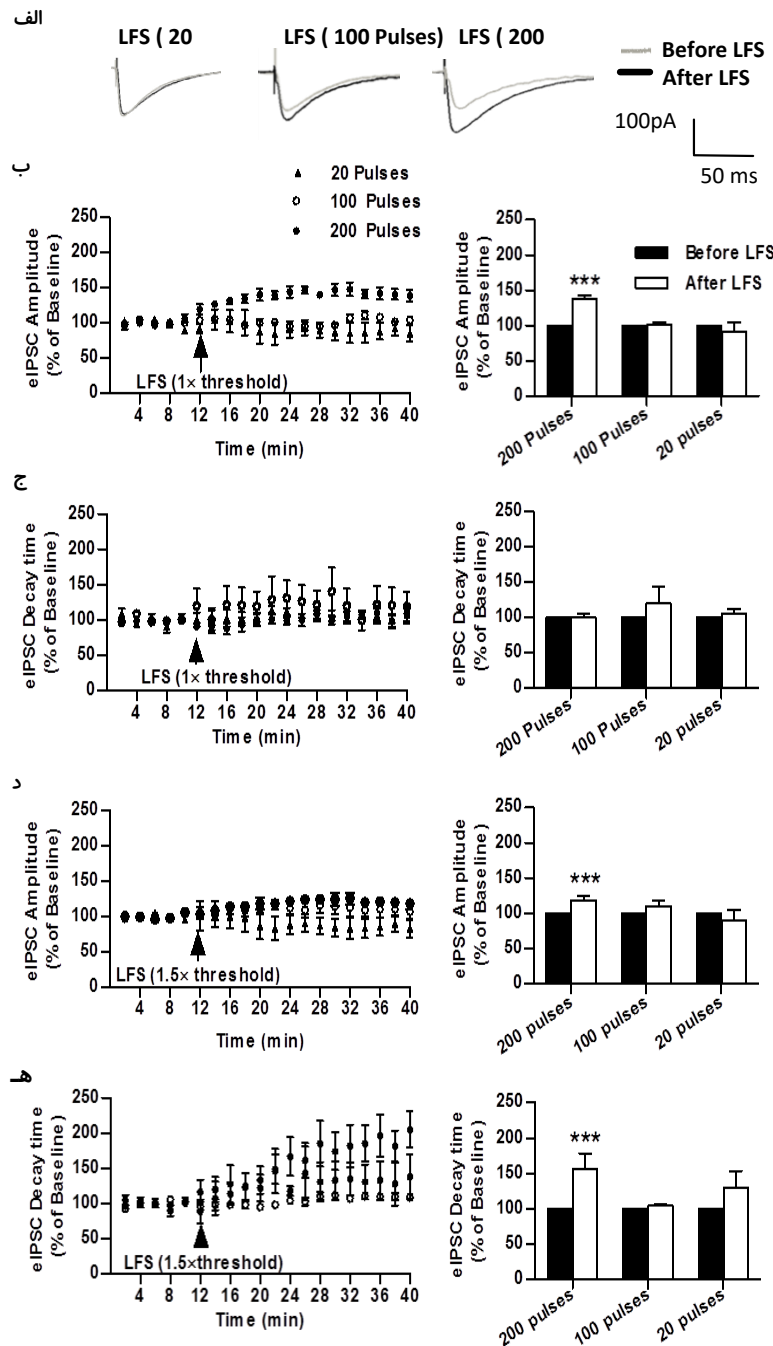 الف
LFS ( 20
LFS ( 100 Pulses)
LFS ( 200
Before LFS
After LFS
100pA
50 ms
ب
20 Pulses
100 Pulses
200 Pulses
eIPSC Amplitude
(% of Baseline)
250
200
150
100
50
0
LFS (1× threshold)
4 8 12 16 20 24 28 32 36 40
Time (min)
eIPSC Amplitude
(% of Baseline)
250
200
150
100
50
0
Before LFS
After LFS
***
200 Pulses
100 Pulses
20 pulses
ج
eIPSC Decay time
(% of Baseline)
250
200
150
100
50
0
LFS (1× threshold)
4 8 12 16 20 24 28 32 36 40
Time (min)
eIPSC Decay time
(% of Baseline)
250
200
150
100
50
0
200 Pulses
100 Pulses
20 pulses
د
eIPSC Amplitude
(% of Baseline)
250
200
150
100
50
0
LFS (1.5× threshold)
4 8 12 16 20 24 28 32 36 40
Time (min)
eIPSC Amplitude
(% of Baseline)
250
200
150
100
50
0
***
200 pulses
100 pulses
20 pulses
ه
eIPSC Decay time
(% of Baseline)
250
200
150
100
50
0
LFS (1.5×threshold)
4 8 12 16 20 24 28 32 36 40
Time (min)
eIPSC Decay time
(% of Baseline)
250
200
150
100
50
0
***
200 pulses
100 pulses
20 pulses